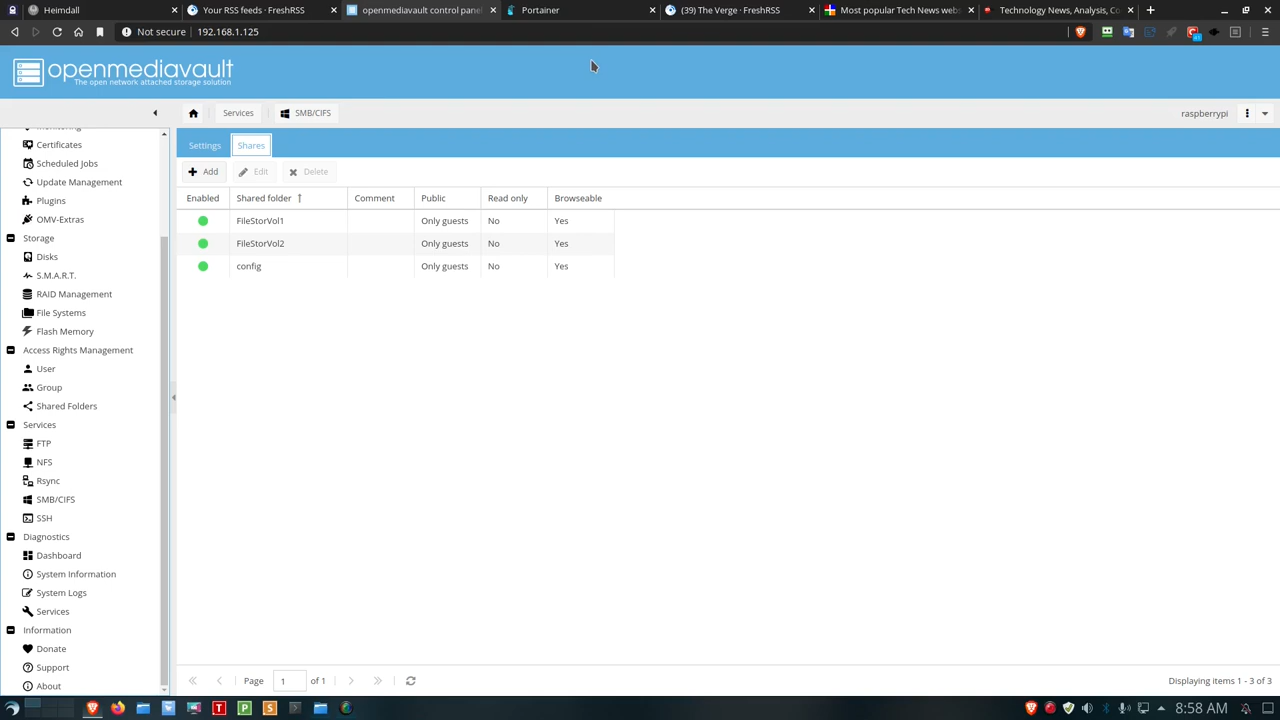 Heimdall
Your RSS feeds · FreshRSS
openmediavault control pane
Portainer
(39) The Verge · FreshRSS
Most popular Tech News webs
Technology News, Analysis, Co
Not secure
192.168.1.125
openmediavault
The open network attached storage solution
Services
SMB/CIFS
raspberrypi
Certificates
Scheduled Jobs
Update Management
Plugins
OMV-Extras
Storage
Disks
S.M.A.R.T.
RAID Management
File Systems
Flash Memory
Access Rights Management
User
Group
Shared Folders
Services
FTP
NFS
Rsync
SMB/CIFS
SSH
Diagnostics
Dashboard
System Information
System Logs
Services
Information
Donate
Support
About
Settings
Shares
Add
Edit
Delete
Enabled Shared folder Comment Public Read only Browseable
FileStorVol1 Only guests No Yes
FileStorVol2 Only guests No Yes
config Only guests No Yes
Page 1 of 1
Displaying items 1 - 3 of 3
8:58 AM